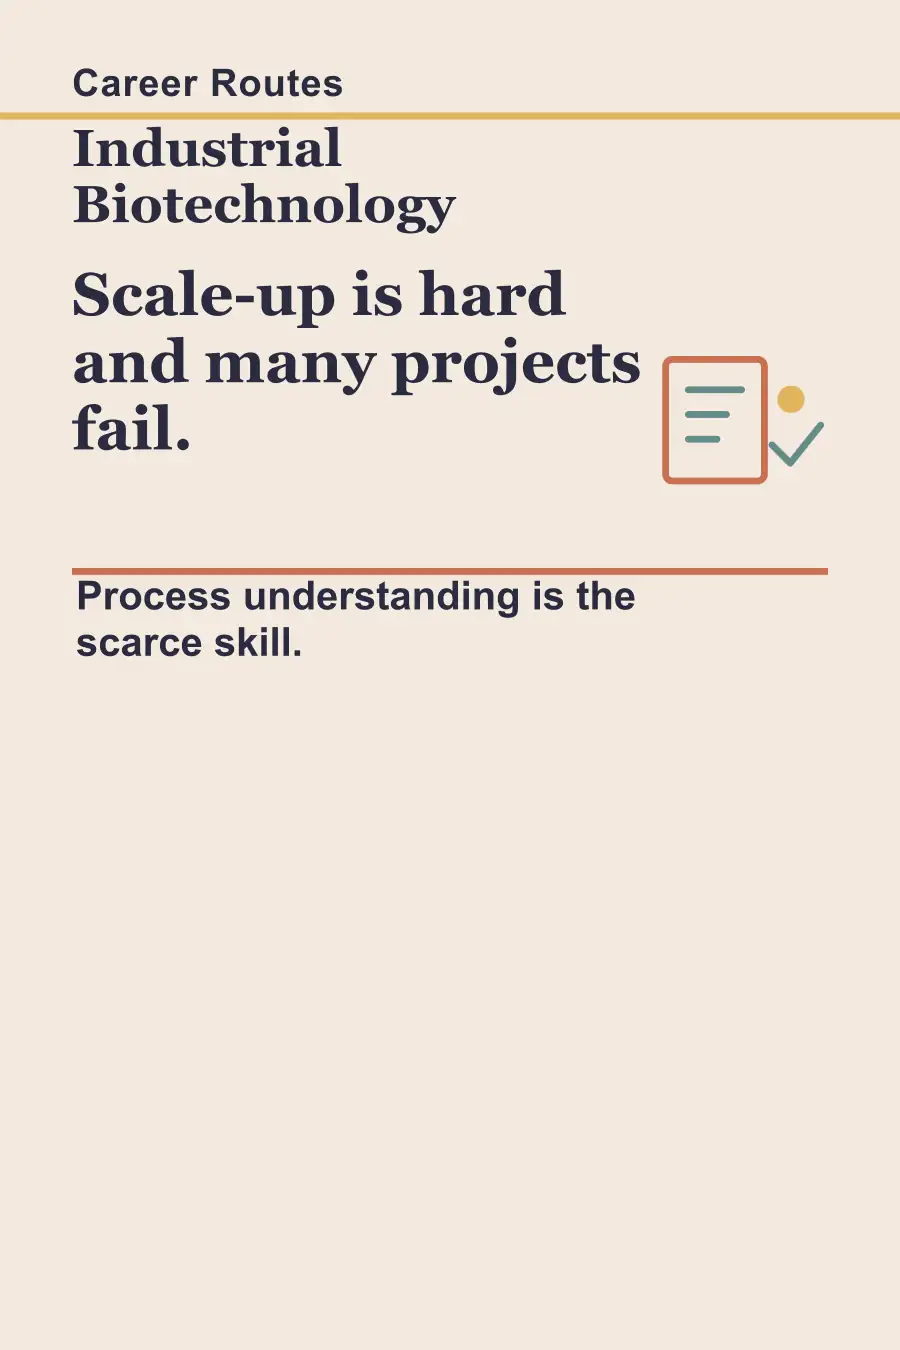 Career Routes
Industrial
Biotechnology
Scale-up is hard
and many projects
fail.
Process understanding is the
scarce skill.